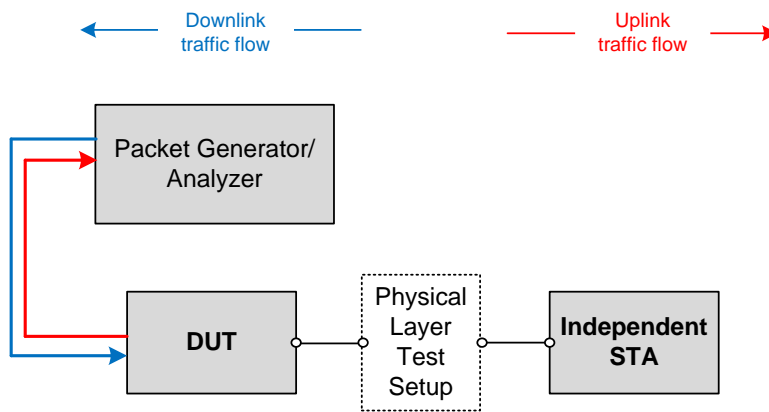 Downlink
traffic flow
Uplink
traffic flow
Packet Generator/
Analyzer
DUT
Physical
Layer
Test
Setup
Independent
STA